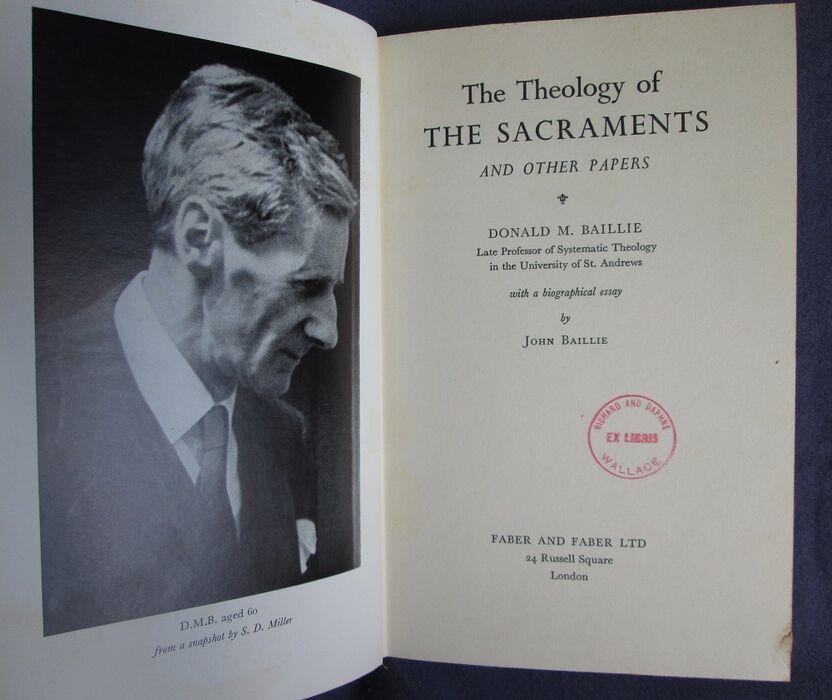 D.M.B. aged 60
from a snapshot by S. D. Miller
The Theology of
THE SACRAMENTS
AND OTHER PAPERS
DONALD M. BAILLIE
Late Professor of Systematic Theology
in the University of St. Andrews
with a biographical essay
by
JOHN BAILLIE
RICHARD AND DAPHNE
EX LIBRIS
WALLACE
FABER AND FABER LTD
24 Russell Square
London